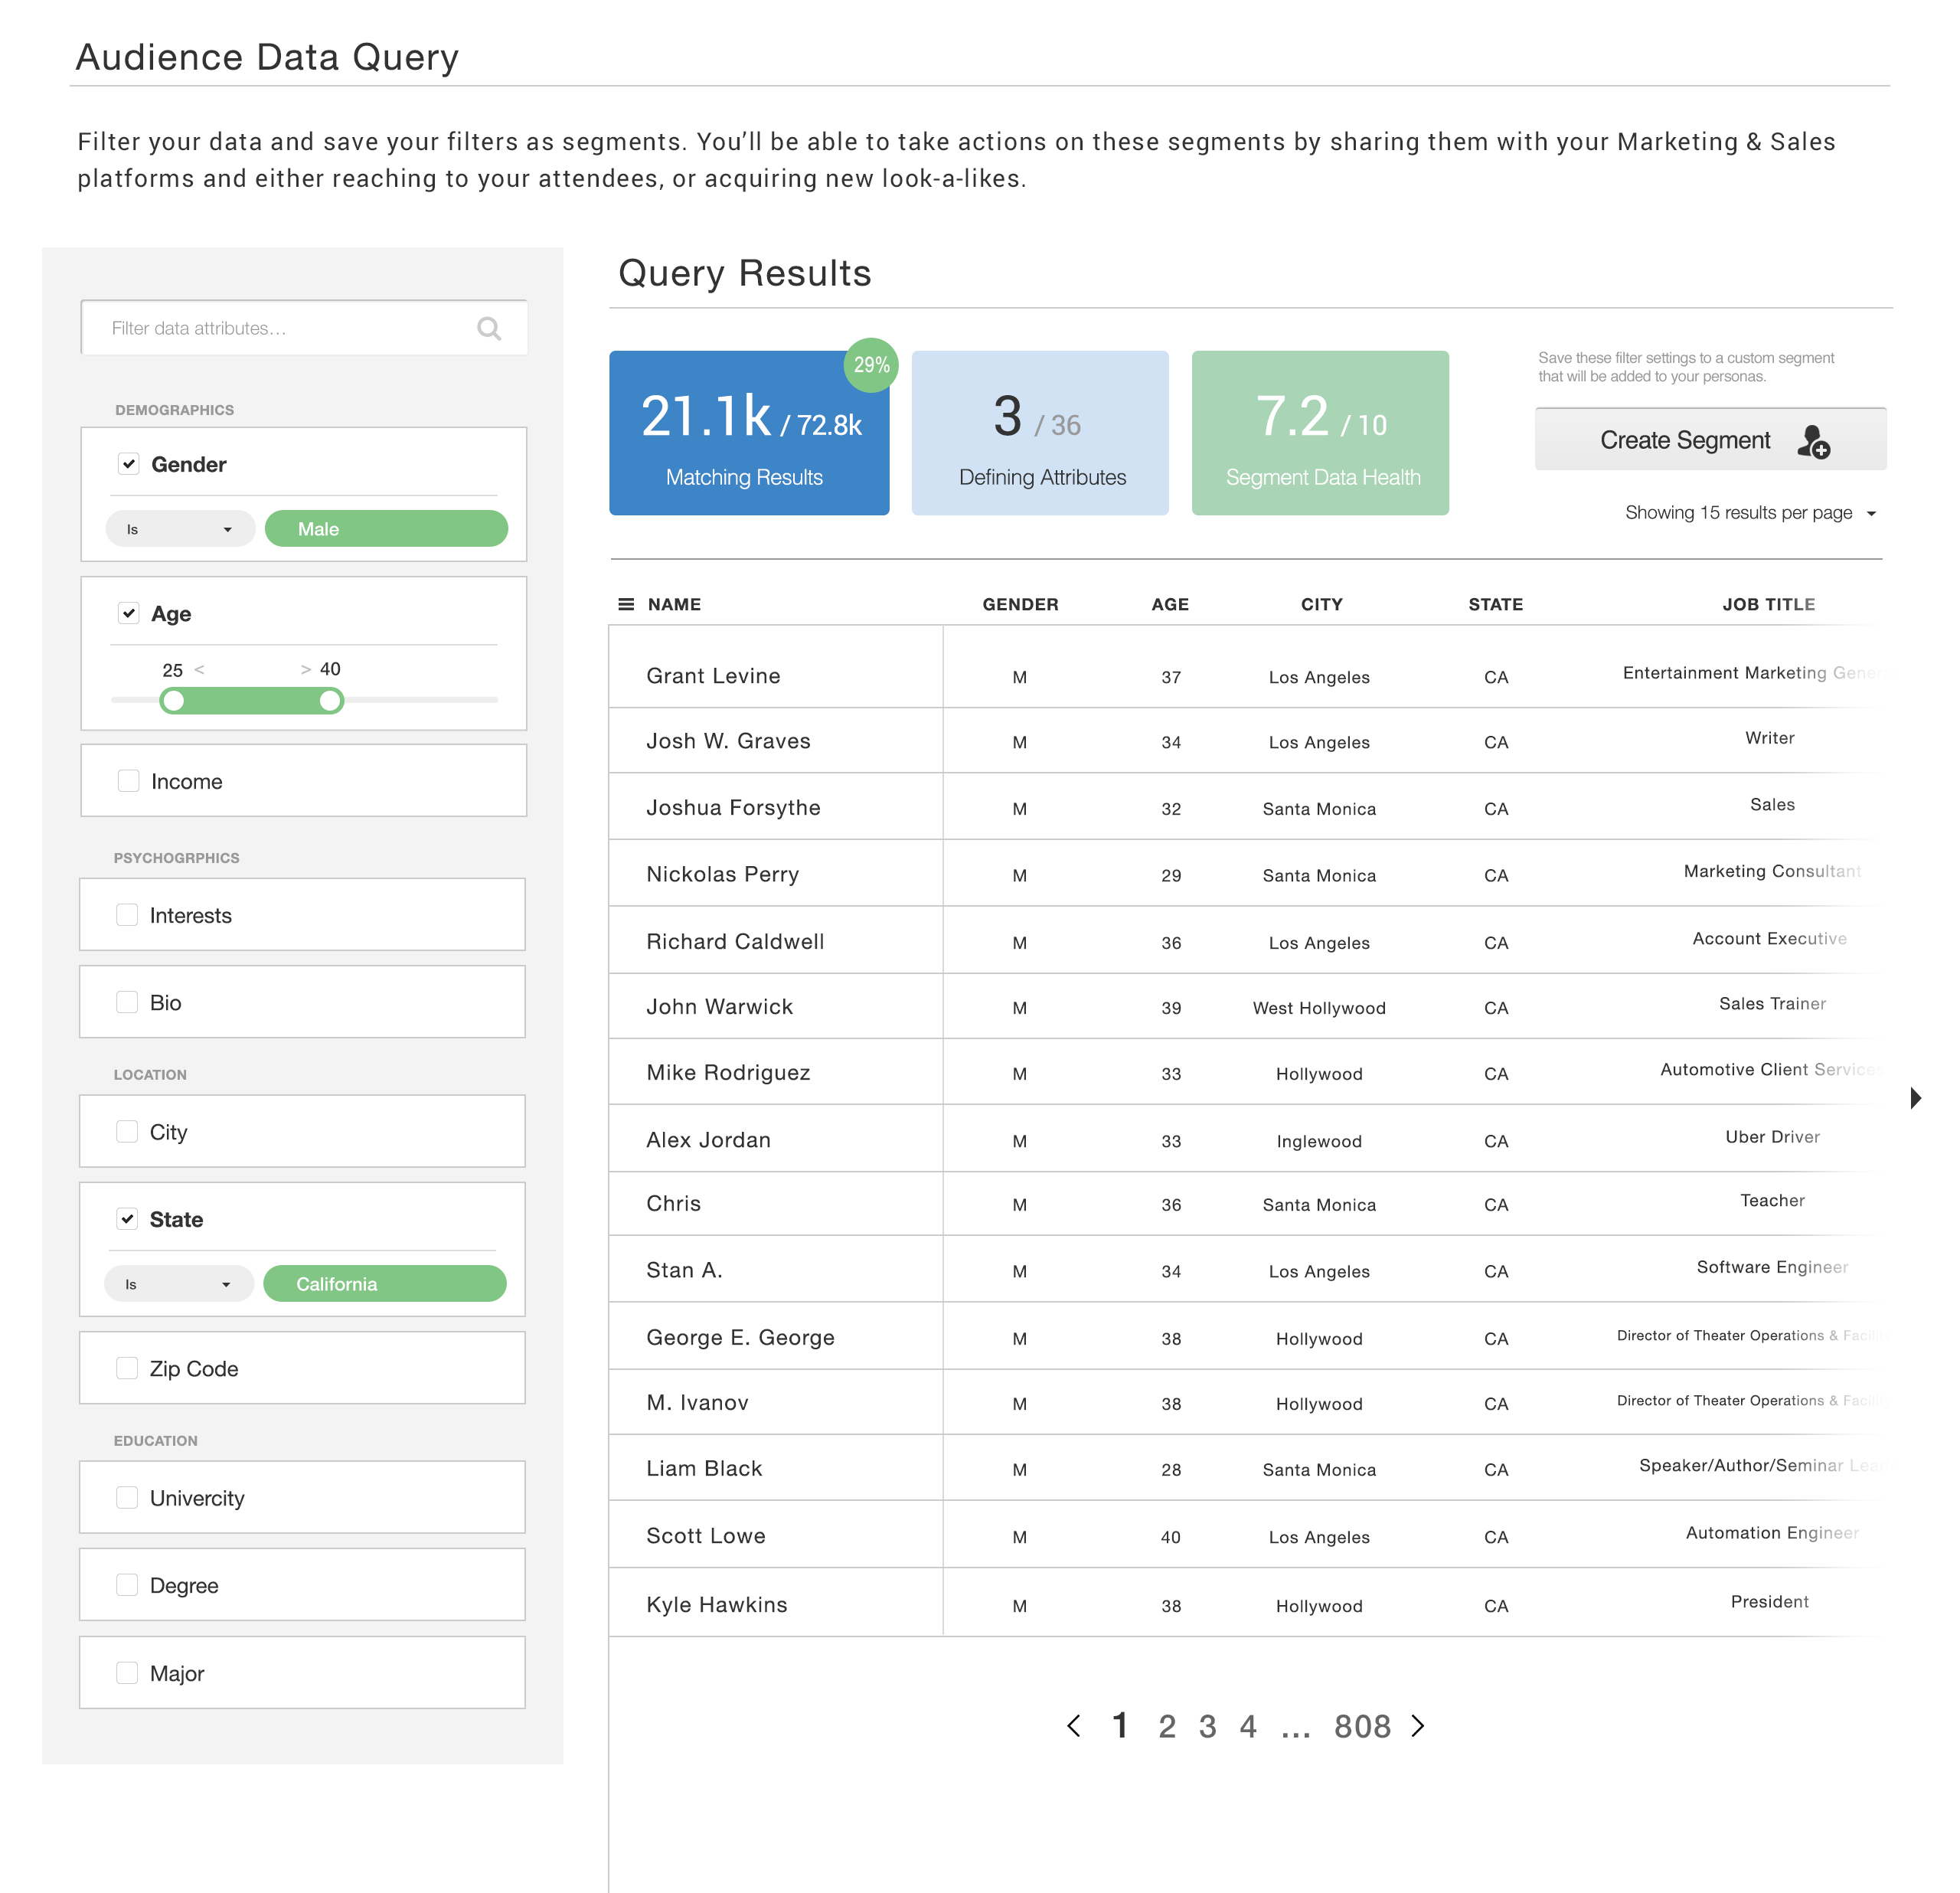 Audience Data Query
Filter your data and save your filters as segments. You’ll be able to take actions on these segments by sharing them with your Marketing & Sales
platforms and either reaching to your attendees, or acquiring new look-a-likes.
Filter data attributes...
DEMOGRAPHICS
Gender
Is Male
Age
25 < > 40
Income
PSYCHOGRPHICS
Interests
Bio
LOCATION
City
State
Is California
Zip Code
EDUCATION
Univercity
Degree
Major
Query Results
29%
21.1k / 72.8k
Matching Results
3 / 36
Defining Attributes
7.2 / 10
Segment Data Health
Save these filter settings to a custom segment
that will be added to your personas.
Create Segment
Showing 15 results per page
NAME GENDER AGE CITY STATE JOB TITLE
Grant Levine M 37 Los Angeles CA Entertainment Marketing
Josh W. Graves M 34 Los Angeles CA Writer
Joshua Forsythe M 32 Santa Monica CA Sales
Nickolas Perry M 29 Santa Monica CA Marketing Consultant
Richard Caldwell M 36 Los Angeles CA Account Executive
John Warwick M 39 West Hollywood CA Sales Trainer
Mike Rodriguez M 33 Hollywood CA Automotive Client Services
Alex Jordan M 33 Inglewood CA Uber Driver
Chris M 36 Santa Monica CA Teacher
Stan A. M 34 Los Angeles CA Software Engineer
George E. George M 38 Hollywood CA Director of Theater Operations &
M. Ivanov M 38 Hollywood CA Director of Theater Operations &
Liam Black M 28 Santa Monica CA Speaker/Author/Seminar
Scott Lowe M 40 Los Angeles CA Automation Engineer
Kyle Hawkins M 38 Hollywood CA President
< 1 2 3 4 ... 808 >